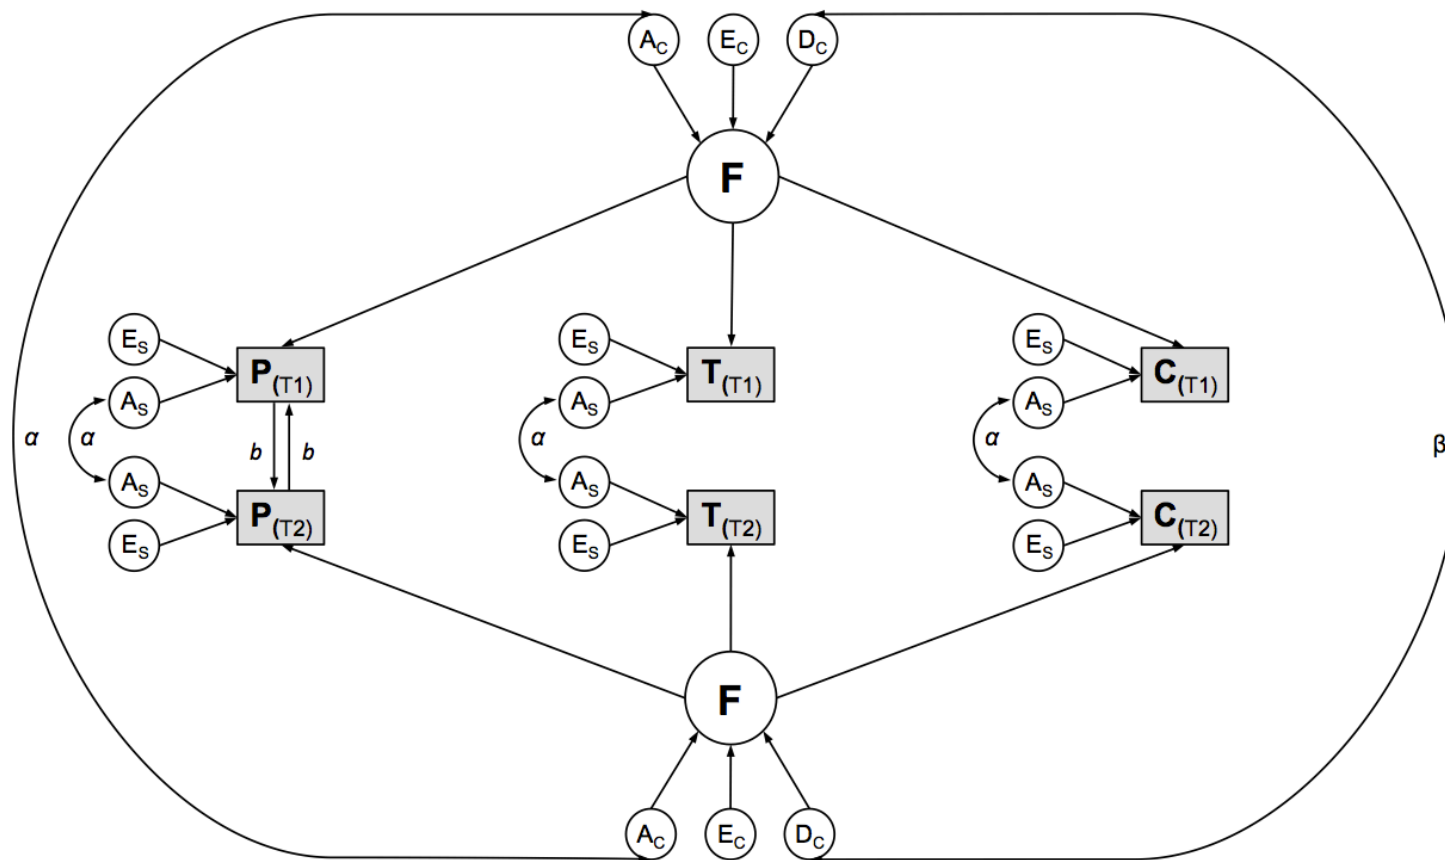 A_C E_C D_C
F
E_S E_S E_S
P_(T1) T_(T1) C_(T1)
A_S A_S A_S
α α b b α α β
A_S A_S A_S
P_(T2) T_(T2) C_(T2)
E_S E_S E_S
F
A_C E_C D_C